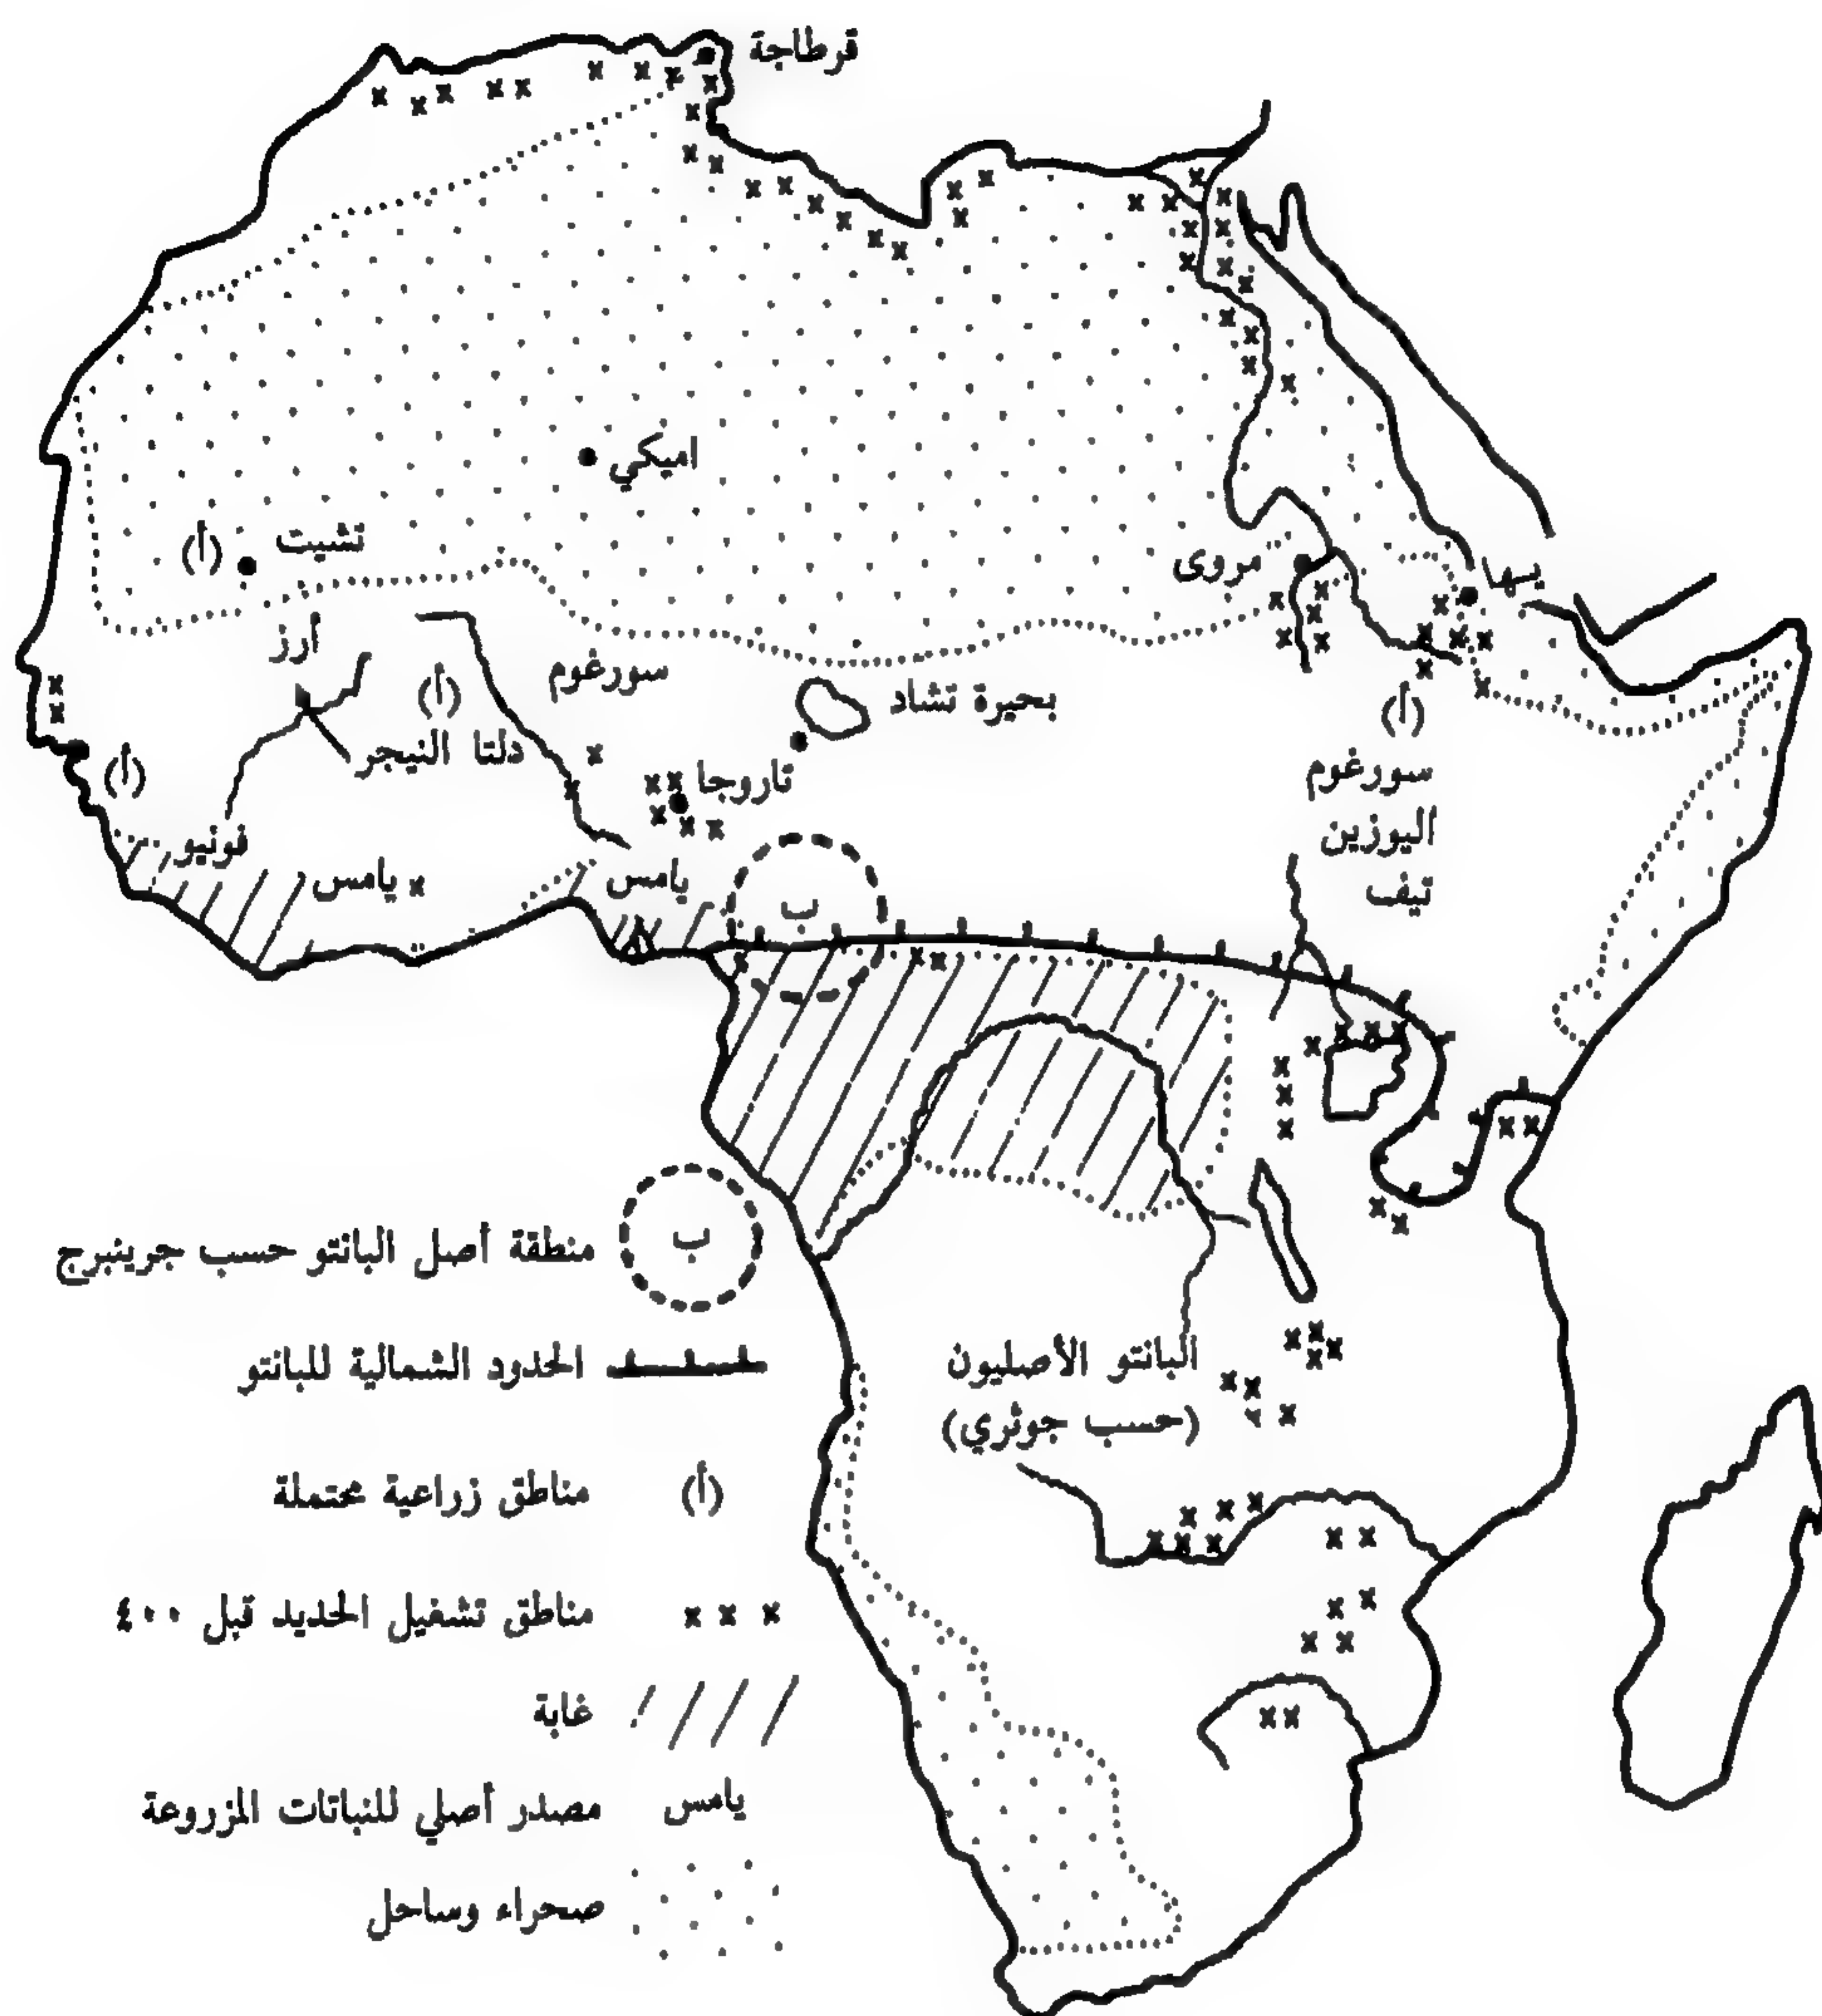 قرطاجة
اميكي
تشيت
(أ)
مروى
يها
أرز
(أ)
سورغوم
بحيرة تشاد
(أ)
دلتا النيجر
(أ)
سورغوم
تاروجا
اليوزين
فونيو
يامس
يامس
تيف
ب
ب
منطقة أصل البانتو حسب جرينبرج
الحدود الشمالية للبانتو
البانتو الأصليون
(حسب جوثري)
(أ)
مناطق زراعية محتملة
x x x
مناطق تشغيل الحديد قبل ٤٠٠
غابة
يامس
مصدر أصلي للنباتات المزروعة
صحراء وساحل